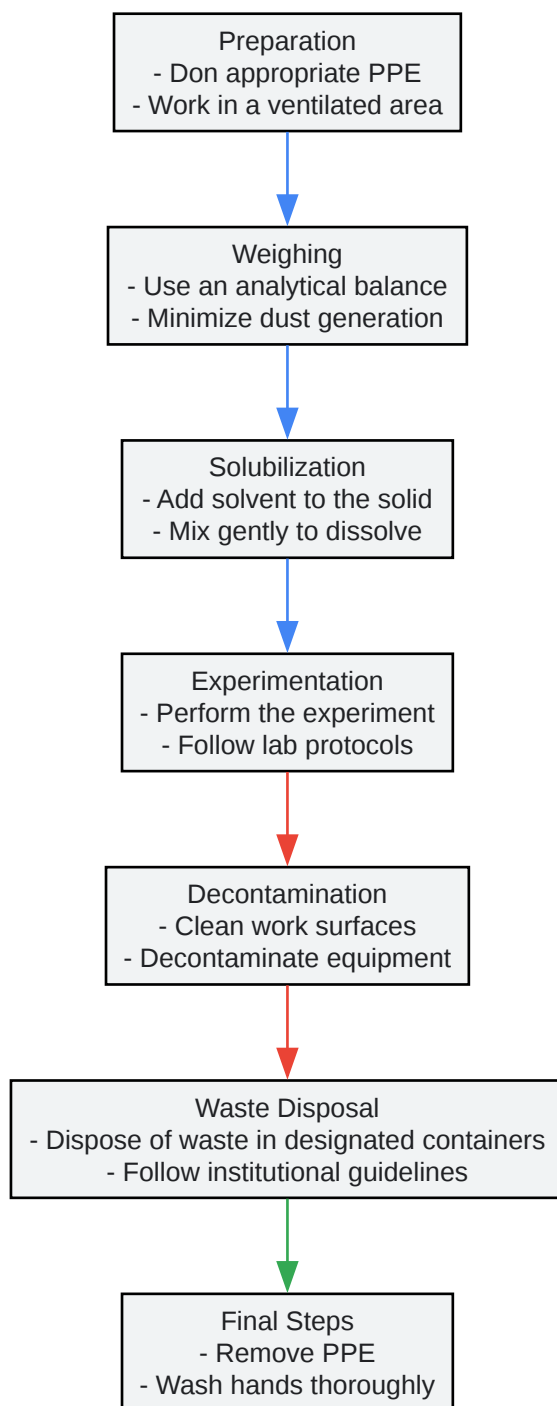 Preparation
- Don appropriate PPE
- Work in a ventilated area
Weighing
- Use an analytical balance
- Minimize dust generation
Solubilization
- Add solvent to the solid
- Mix gently to dissolve
Experimentation
- Perform the experiment
- Follow lab protocols
Decontamination
- Clean work surfaces
- Decontaminate equipment
Waste Disposal
- Dispose of waste in designated containers
- Follow institutional guidelines
Final Steps
- Remove PPE
- Wash hands thoroughly